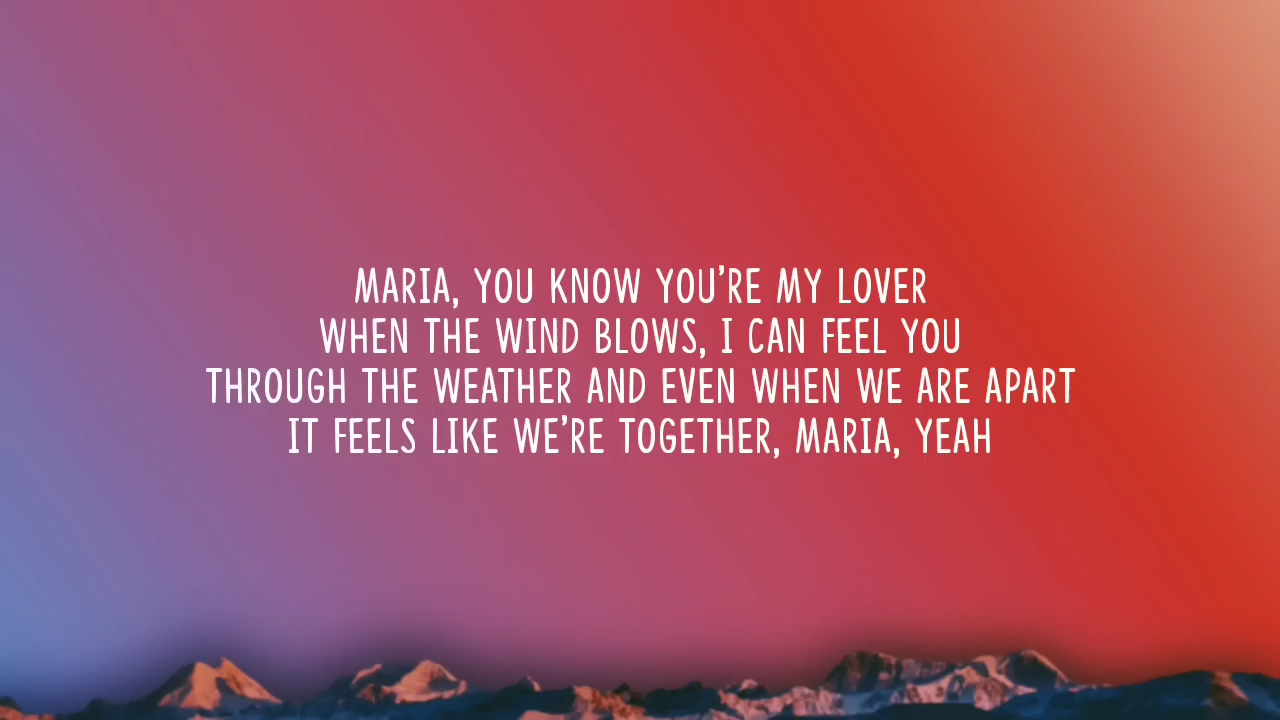 MARIA, YOU KNOW YOU'RE MY LOVER
WHEN THE WIND BLOWS, I CAN FEEL YOU
THROUGH THE WEATHER AND EVEN WHEN WE ARE APART
IT FEELS LIKE WE'RE TOGETHER, MARIA, YEAH